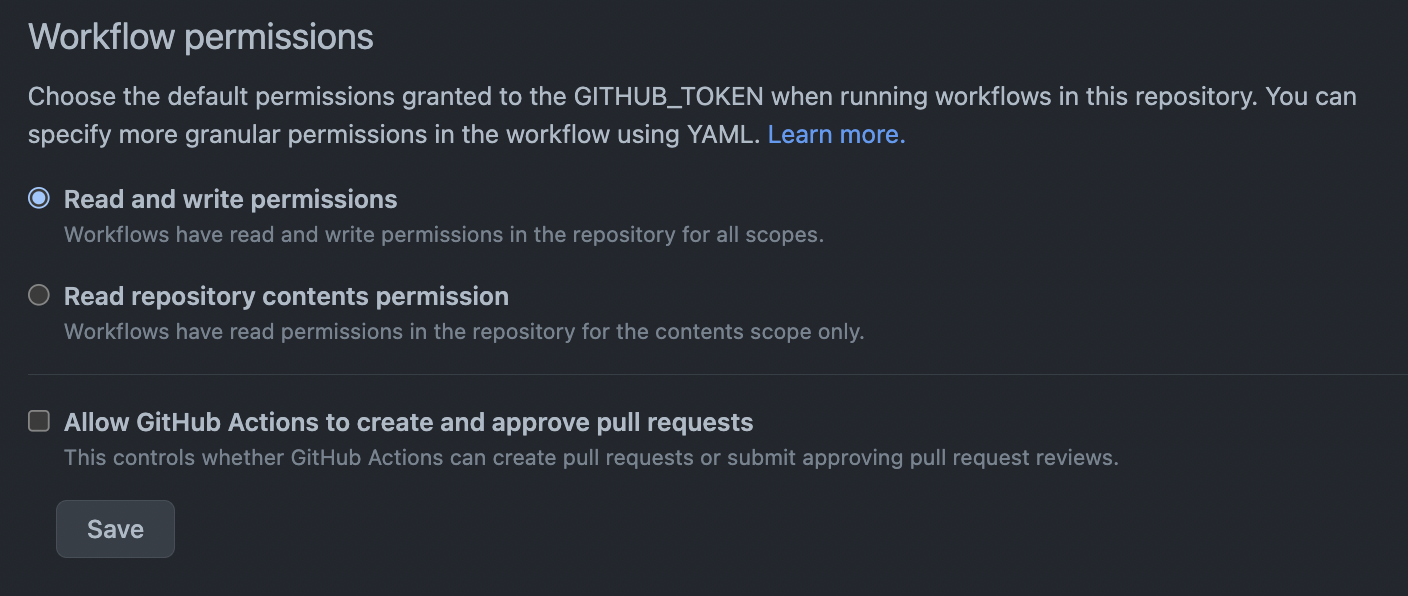 Workflow permissions
Choose the default permissions granted to the GITHUB_TOKEN when running workflows in this repository. You can
specify more granular permissions in the workflow using YAML. Learn more.
Read and write permissions
Workflows have read and write permissions in the repository for all scopes.
Read repository contents permission
Workflows have read permissions in the repository for the contents scope only.
Allow GitHub Actions to create and approve pull requests
This controls whether GitHub Actions can create pull requests or submit approving pull request reviews.
Save